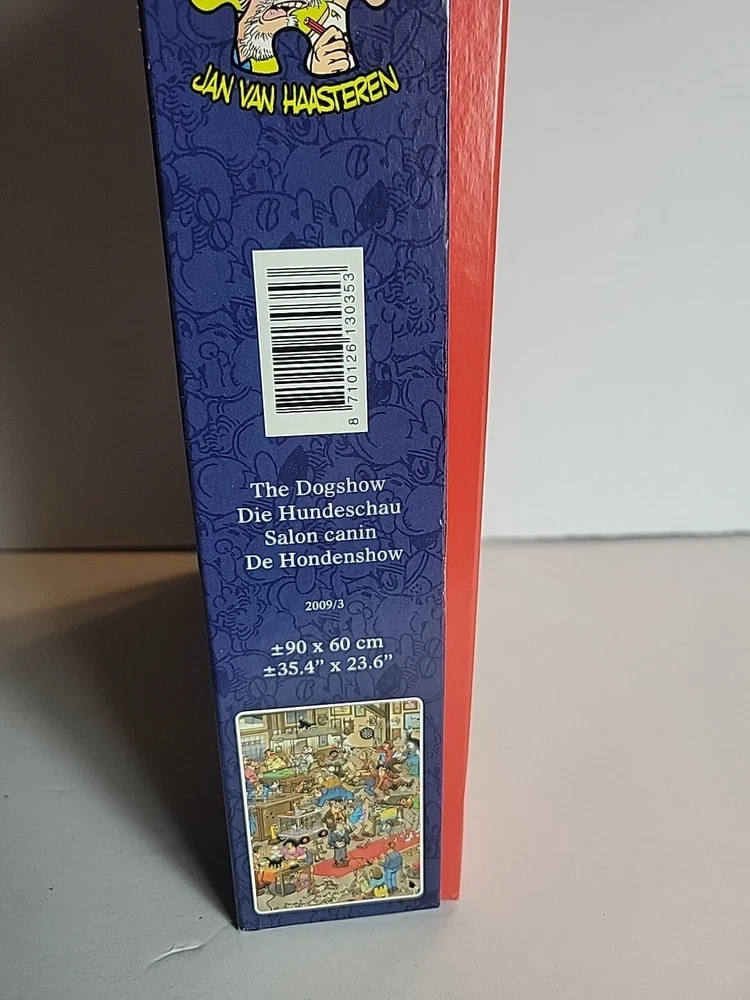 JAN VAN HAASTEREN
8 710126 130353
The Dogshow
Die Hundeschau
Salon canin
De Hondenshow
2009/3
±90 x 60 cm
±35.4” x 23.6”